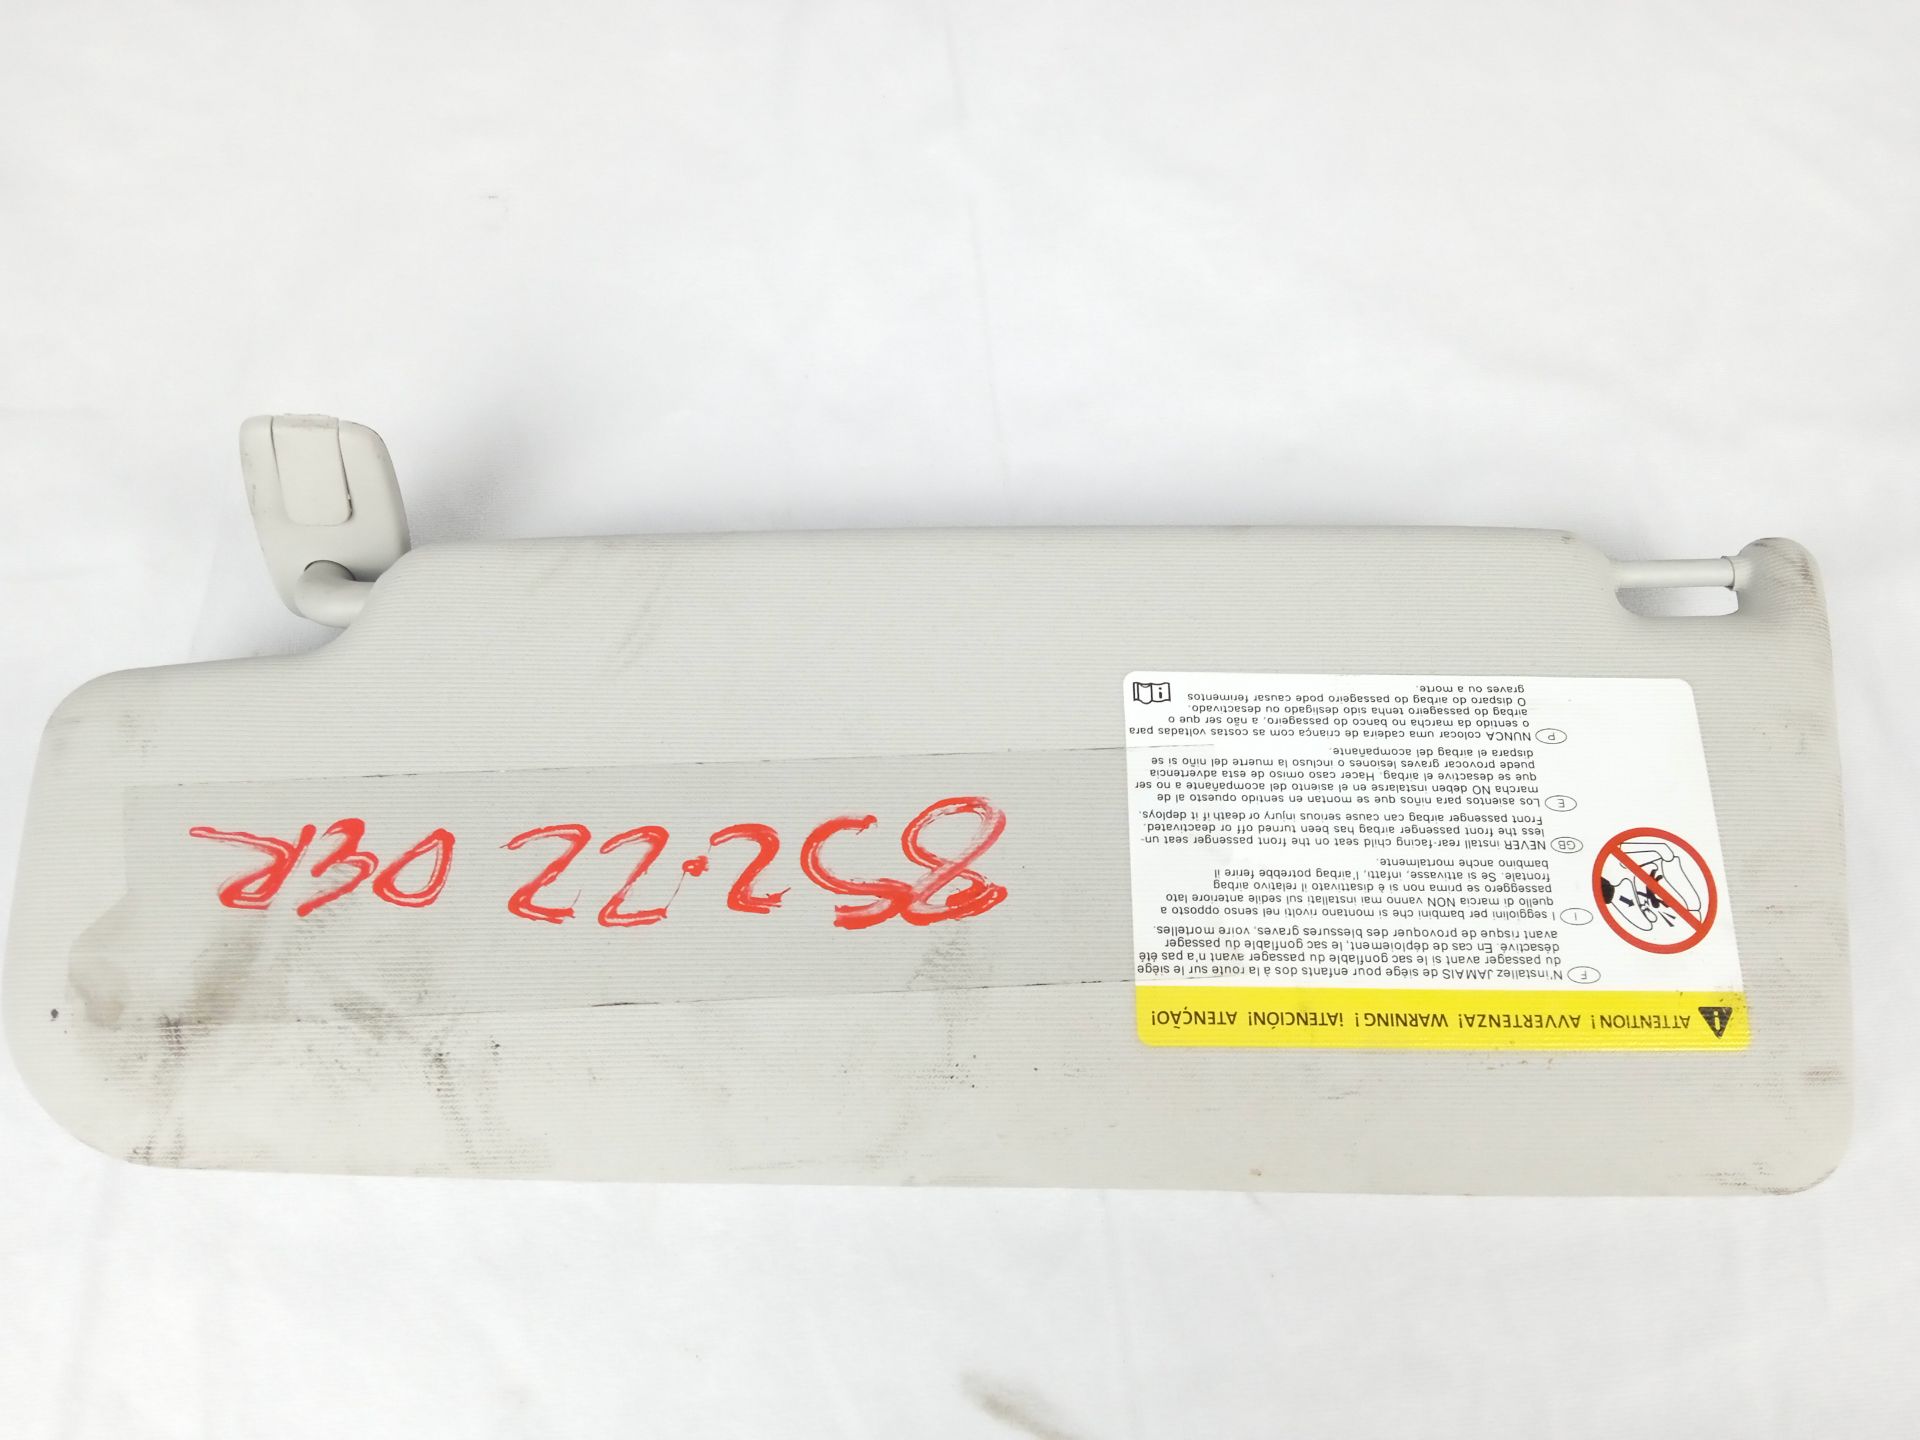 ATTENTION! AVVERTENZA! WARNING! ¡ATENCIÓN! ATENÇÃO!
F N'installez JAMAIS de siège pour enfants dos à la route sur le siège
du passager avant si le sac gonflable du passager avant n'a pas été
désactivé. En cas de déploiement, le sac gonflable du passager
avant risque de provoquer des blessures graves, voire mortelles.
I I seggiolini per bambini che si montano rivolti nel senso opposto a
quello di marcia NON vanno mai installati sul sedile anteriore lato
passeggero se prima non si è disattivato il relativo airbag
frontale. Se si attivasse, infatti, l'airbag potrebbe ferire il
bambino anche mortalmente.
GB NEVER install rear-facing child seat on the front passenger seat un-
less the front passenger airbag has been turned off or deactivated.
Front passenger airbag can cause serious injury or death if it deploys.
E Los asientos para niños que se montan en sentido opuesto al de
marcha NO deben instalarse en el asiento del acompañante a no ser
que se desactive el airbag. Hacer caso omiso de esta advertencia
puede provocar graves lesiones o incluso la muerte del niño si se
dispara el airbag del acompañante.
P NUNCA colocar uma cadeira de criança com as costas voltadas para
o sentido da marcha no banco do passageiro, a não ser que o
airbag do passageiro tenha sido desligado ou desactivado.
O disparo do airbag do passageiro pode causar ferimentos
graves ou a morte.
i
852.22 DER